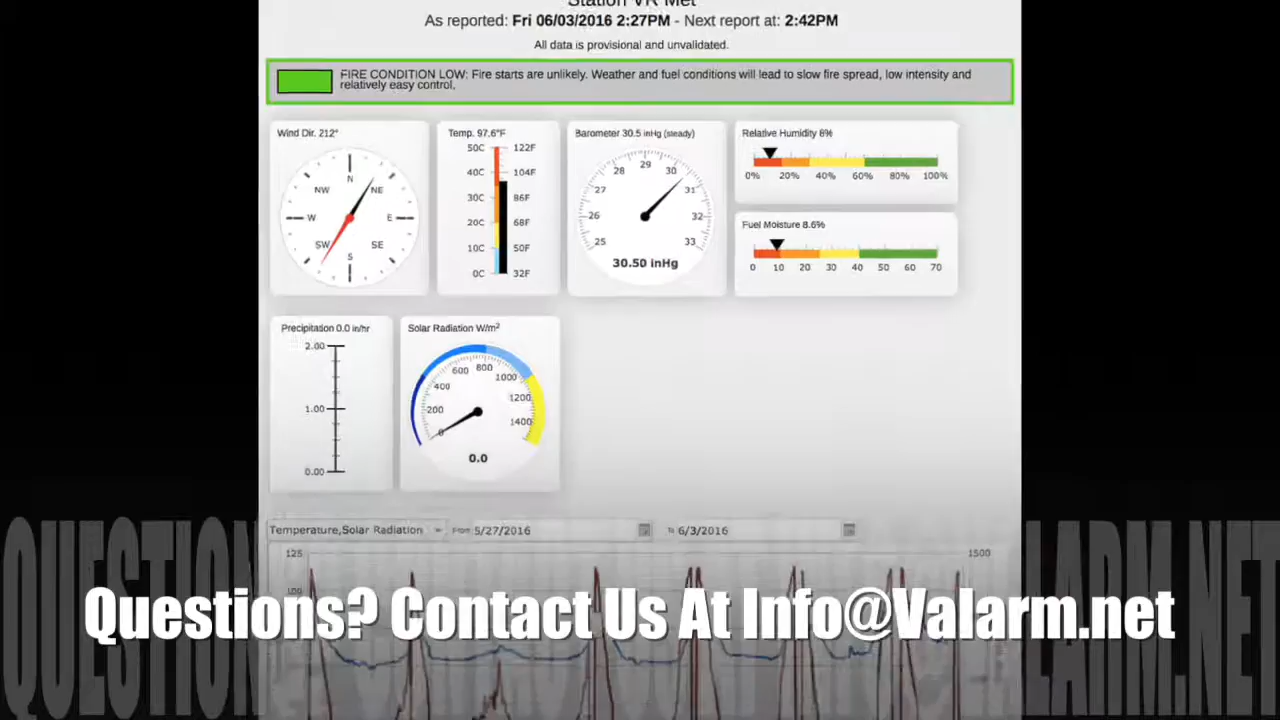 Station VR Met
As reported: Fri 06/03/2016 2:27PM - Next report at: 2:42PM
All data is provisional and unvalidated.
FIRE CONDITION LOW: Fire starts are unlikely. Weather and fuel conditions will lead to slow fire spread, low intensity and
relatively easy control.
Wind Dir. 212°
N
NE
E
SE
S
SW
W
NW
Temp. 97.6°F
50C 122F
40C 104F
30C 86F
20C 68F
10C 50F
0C 32F
Barometer 30.5 inHg (steady)
25
26
27
28
29
30
31
32
33
30.50 inHg
Relative Humidity 8%
0% 20% 40% 60% 80% 100%
Fuel Moisture 8.6%
0 10 20 30 40 50 60 70
Precipitation 0.0 in/hr
2.00
1.00
0.00
Solar Radiation W/m²
0
200
400
600
800
1000
1200
1400
0.0
Temperature,Solar Radiation From 5/27/2016 To 6/3/2016
125 1500
100
Questions? Contact Us At Info@Valarm.net